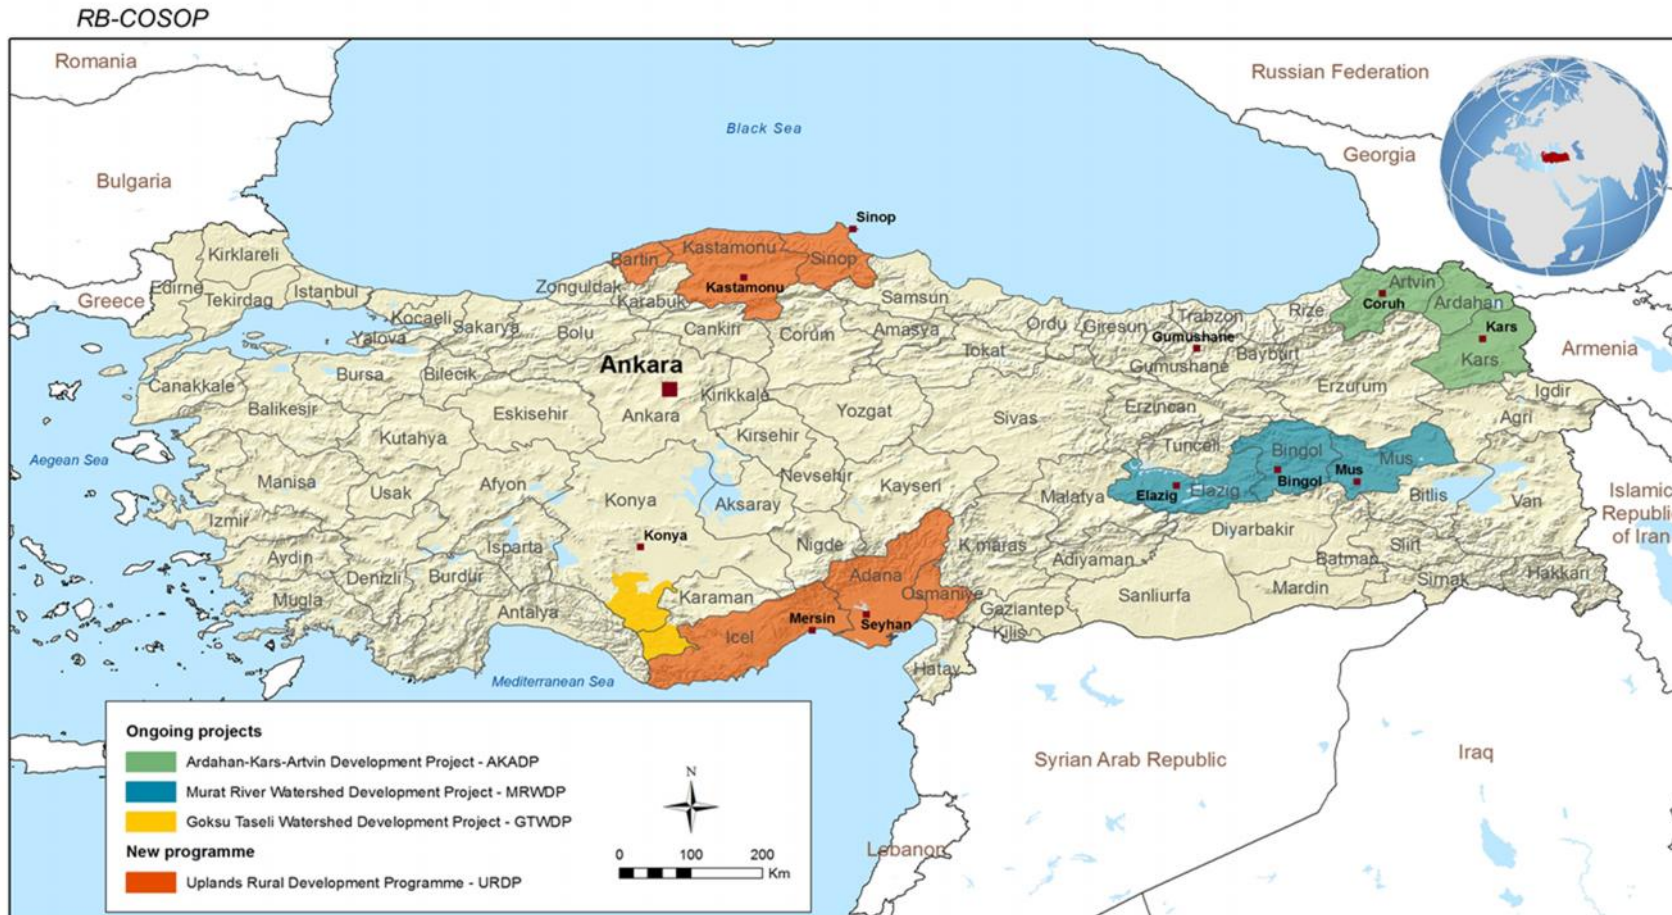 RB-COSOP
Romania
Russian Federation
Black Sea
Georgia
Bulgaria
Sinop
Kirklareli
Kastamonu
Bartin
Sinop
Artvin
Edirne
Istanbul
Zonguldak
Kastamonu
Greece
Tekirdag
Karabuk
Samsun
Coruh
Ardahan
Kocaeli
Sakarya
Bolu
Cankiri
Corum
Amasya
Ordu
Giresun
Trabzon
Rize
Kars
Yalova
Gumushane
Armenia
Tokat
Bayburt
Kars
Ankara
Gumushane
Bursa
Bilecik
Canakkale
Kirikkale
Erzurum
Igdir
Balikesir
Eskisehir
Ankara
Yozgat
Sivas
Erzincan
Agri
Kutahya
Kirsehir
Tunceli
Bingol
Aegean Sea
Mus
Mus
Manisa
Usak
Afyon
Nevsehir
Kayseri
Bingol
Konya
Aksaray
Malatya
Elazig
Elazig
Bitlis
Van
Islamic
Republic
of Iran
Izmir
Diyarbakir
Konya
Isparta
Nigde
K.maras
Aydin
Adiyaman
Batman
Siirt
Denizli
Burdur
Adana
Hakkari
Mugla
Karaman
Osmaniye
Sanliurfa
Mardin
Sirnak
Antalya
Gaziantep
Mersin
Seyhan
Icel
Kilis
Hatay
Mediterranean Sea
Ongoing projects
Ardahan-Kars-Artvin Development Project - AKADP
Murat River Watershed Development Project - MRWDP
Goksu Taseli Watershed Development Project - GTWDP
New programme
Uplands Rural Development Programme - URDP
N
0 100 200
Km
Syrian Arab Republic
Iraq
Lebanon